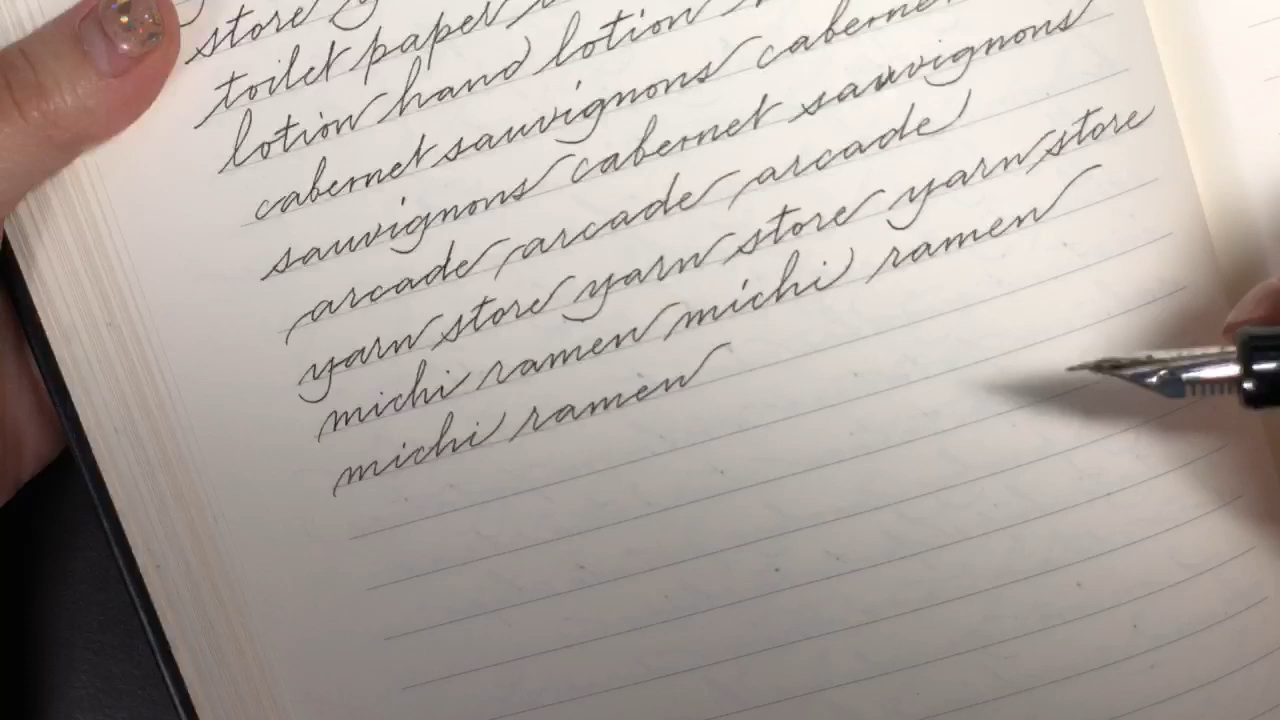 store
toilet paper
lotion hand lotion
cabernet sauvignons cabernet
sauvignons cabernet sauvignons
arcade arcade arcade arcade
yarn store yarn store yarn store
michi ramen michi ramen
michi ramen